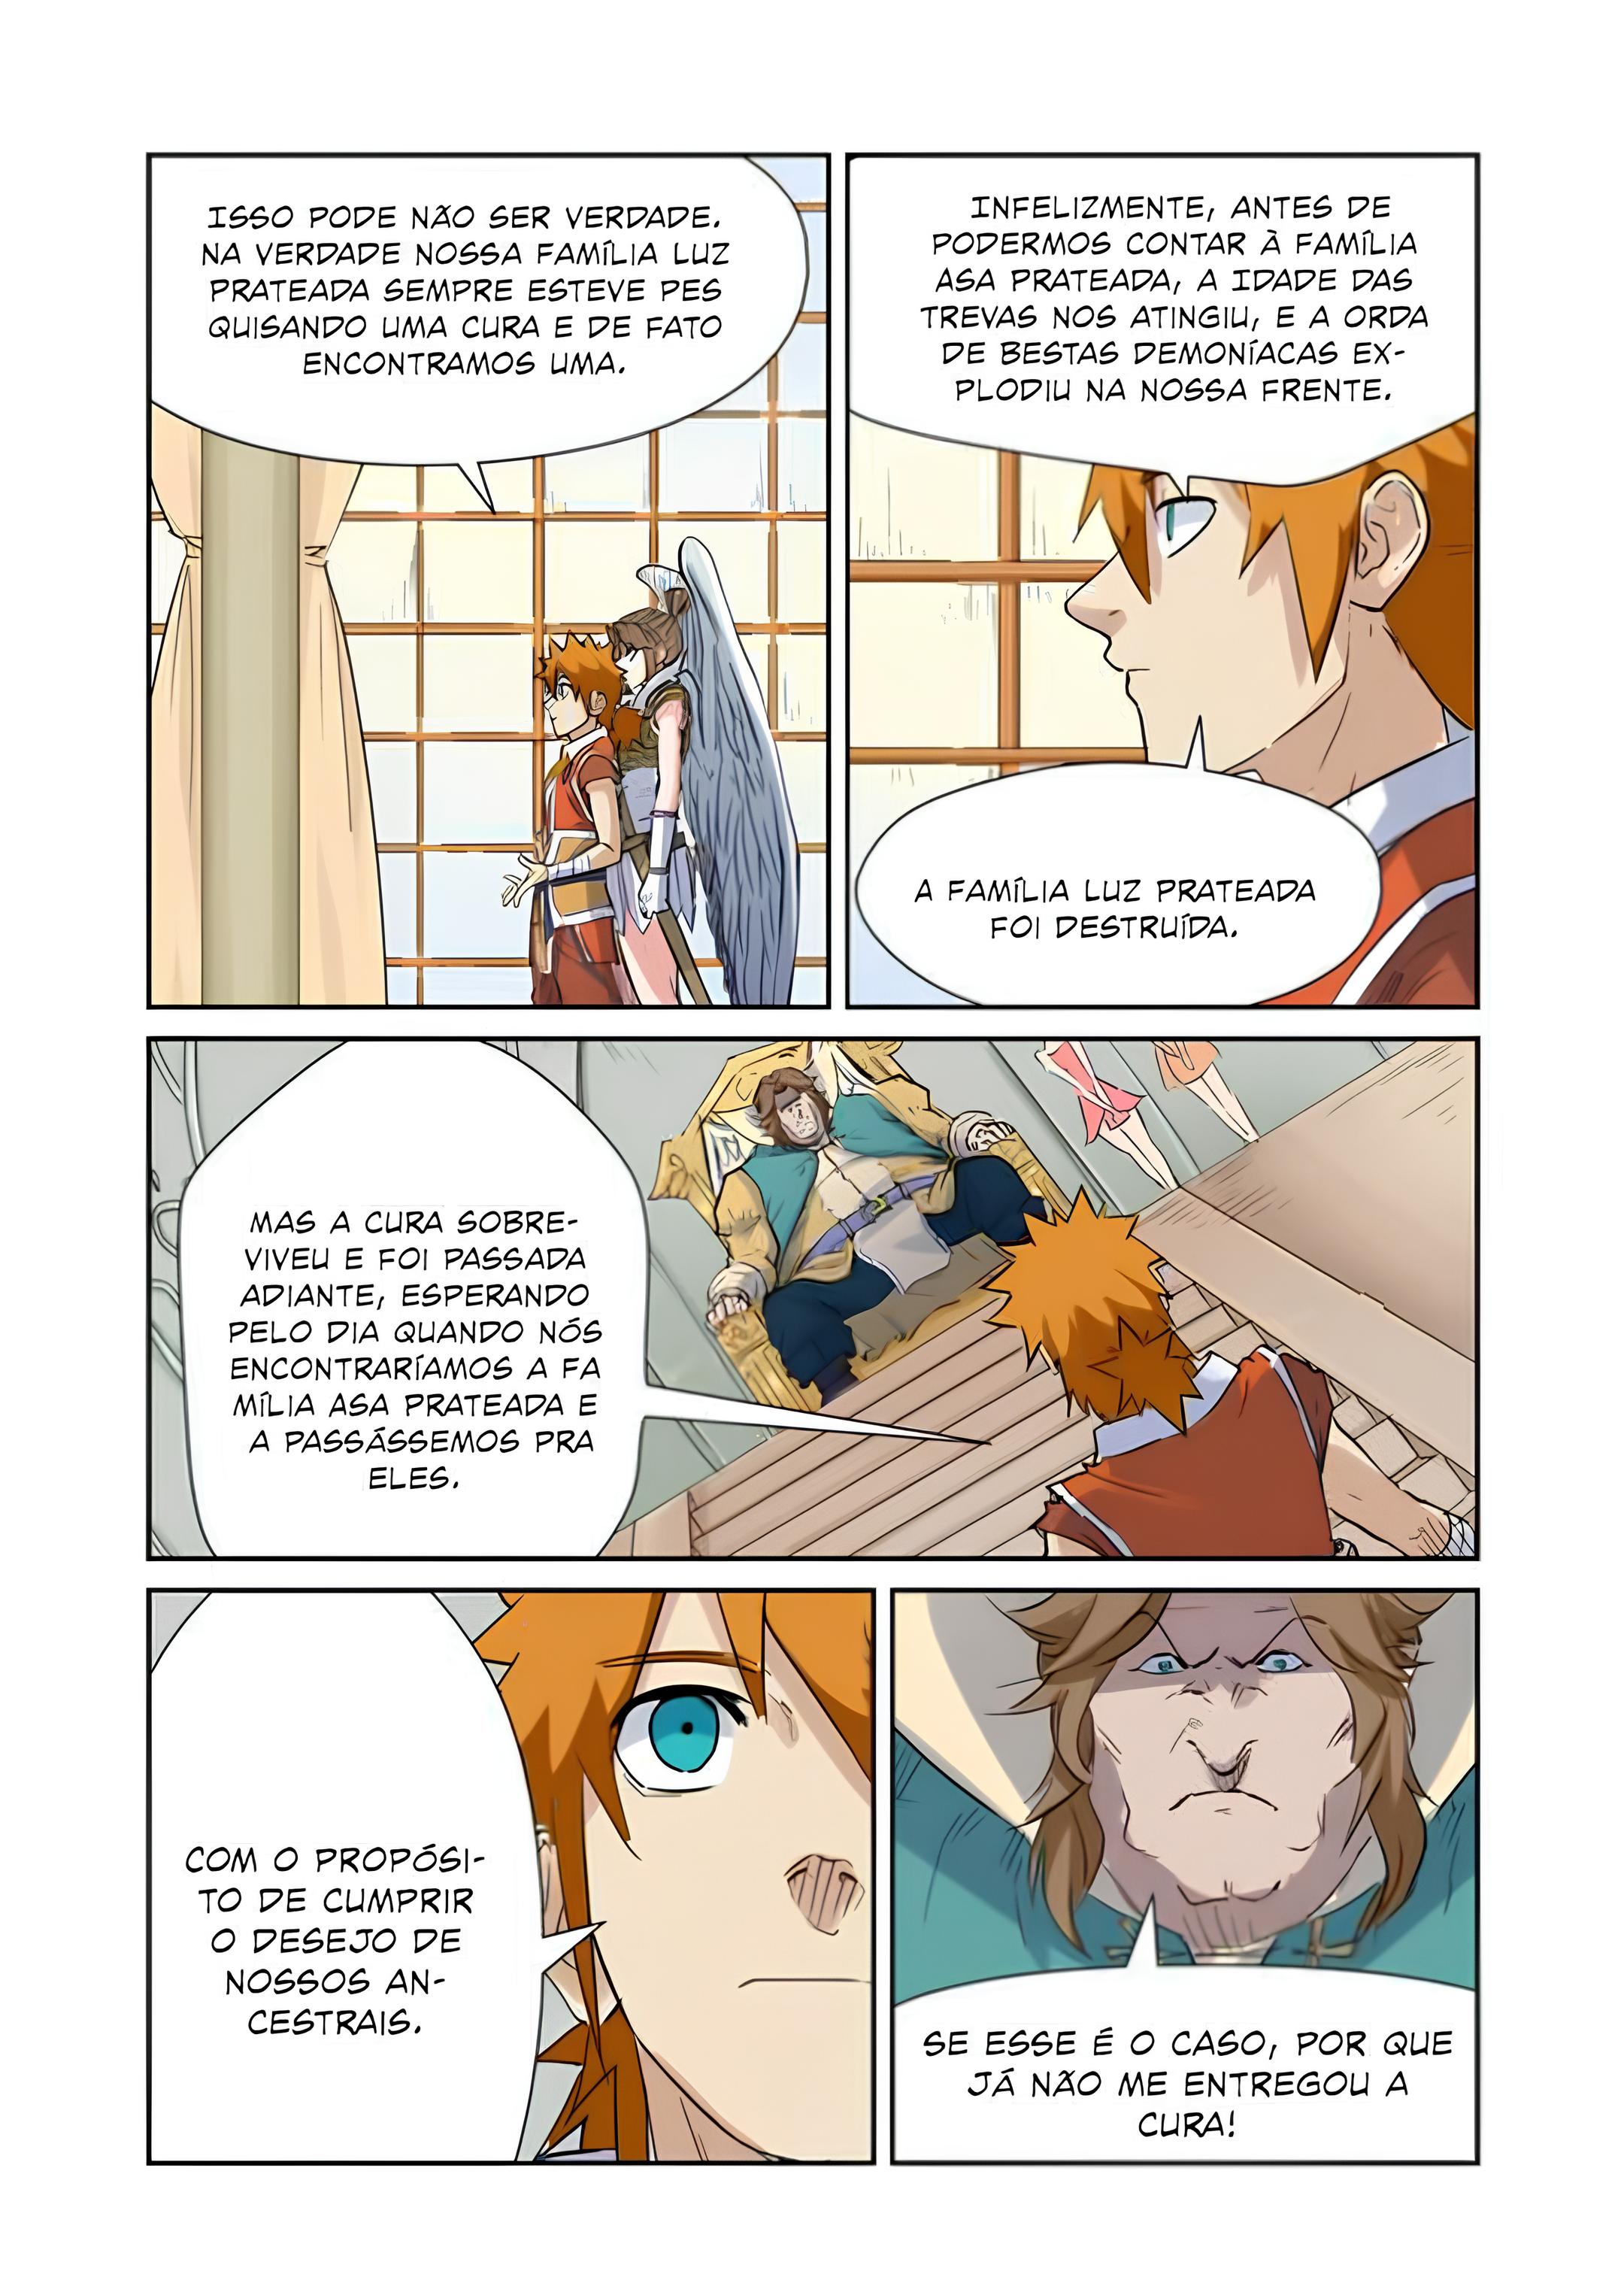 ISSO PODE NÃO SER VERDADE.
NA VERDADE NOSSA FAMÍLIA LUZ
PRATEADA SEMPRE ESTEVE PES
QUISANDO UMA CURA E DE FATO
ENCONTRAMOS UMA.
INFELIZMENTE, ANTES DE
PODERMOS CONTAR À FAMÍLIA
ASA PRATEADA, A IDADE DAS
TREVAS NOS ATINGIU, E A ORDA
DE BESTAS DEMONÍACAS EX-
PLODIU NA NOSSA FRENTE.
A FAMÍLIA LUZ PRATEADA
FOI DESTRUÍDA.
MAS A CURA SOBRE-
VIVEU E FOI PASSADA
ADIANTE, ESPERANDO
PELO DIA QUANDO NÓS
ENCONTRARÍAMOS A FA
MÍLIA ASA PRATEADA E
A PASSÁSSEMOS PRA
ELES.
COM O PROPÓSI-
TO DE CUMPRIR
O DESEJO DE
NOSSOS AN-
CESTRAIS.
SE ESSE É O CASO, POR QUE
JÁ NÃO ME ENTREGOU A
CURA!